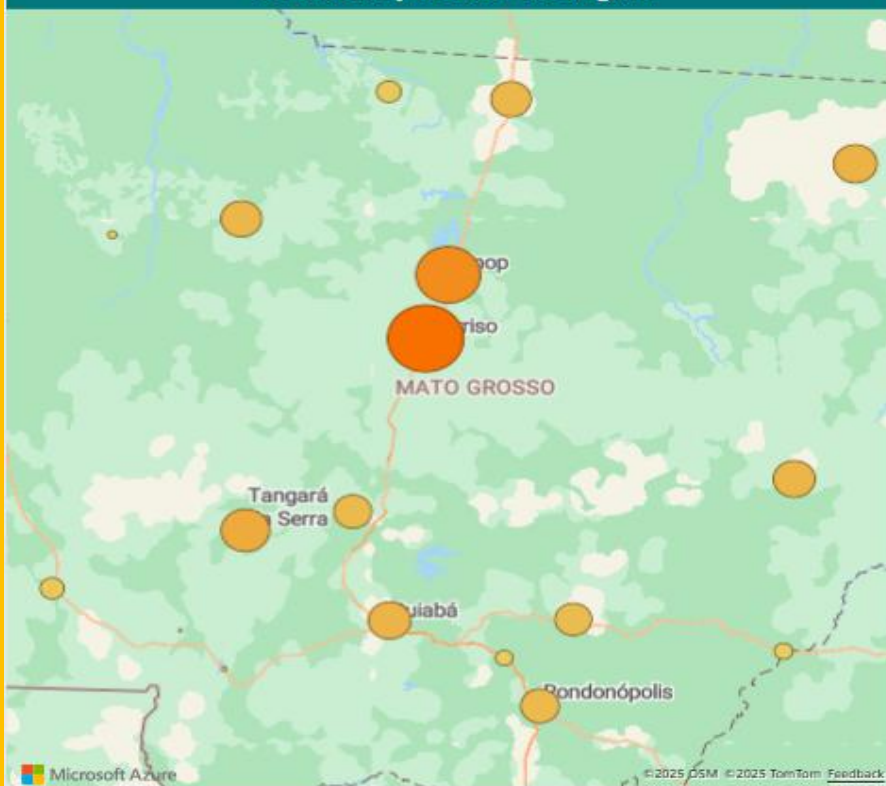 oop
riso
MATO GROSSO
Tangará
a Serra
uiabá
Rondonópolis
Microsoft Azure
©2025 OSM ©2025 TomTom Feedback